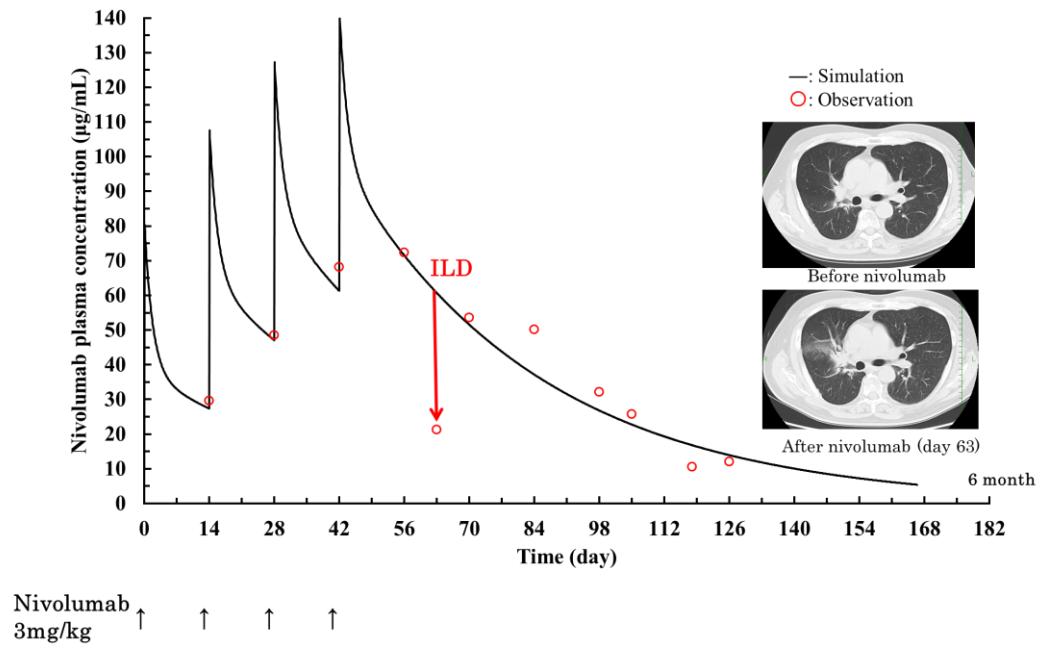 Nivolumab plasma concentration (µg/mL)
140
130
120
110
100
90
80
70
60
50
40
30
20
10
0
—: Simulation
○: Observation
Before nivolumab
ILD
After nivolumab (day 63)
6 month
0 14 28 42 56 70 84 98 112 126 140 154 168 182
Time (day)
Nivolumab
3mg/kg
↑ ↑ ↑ ↑